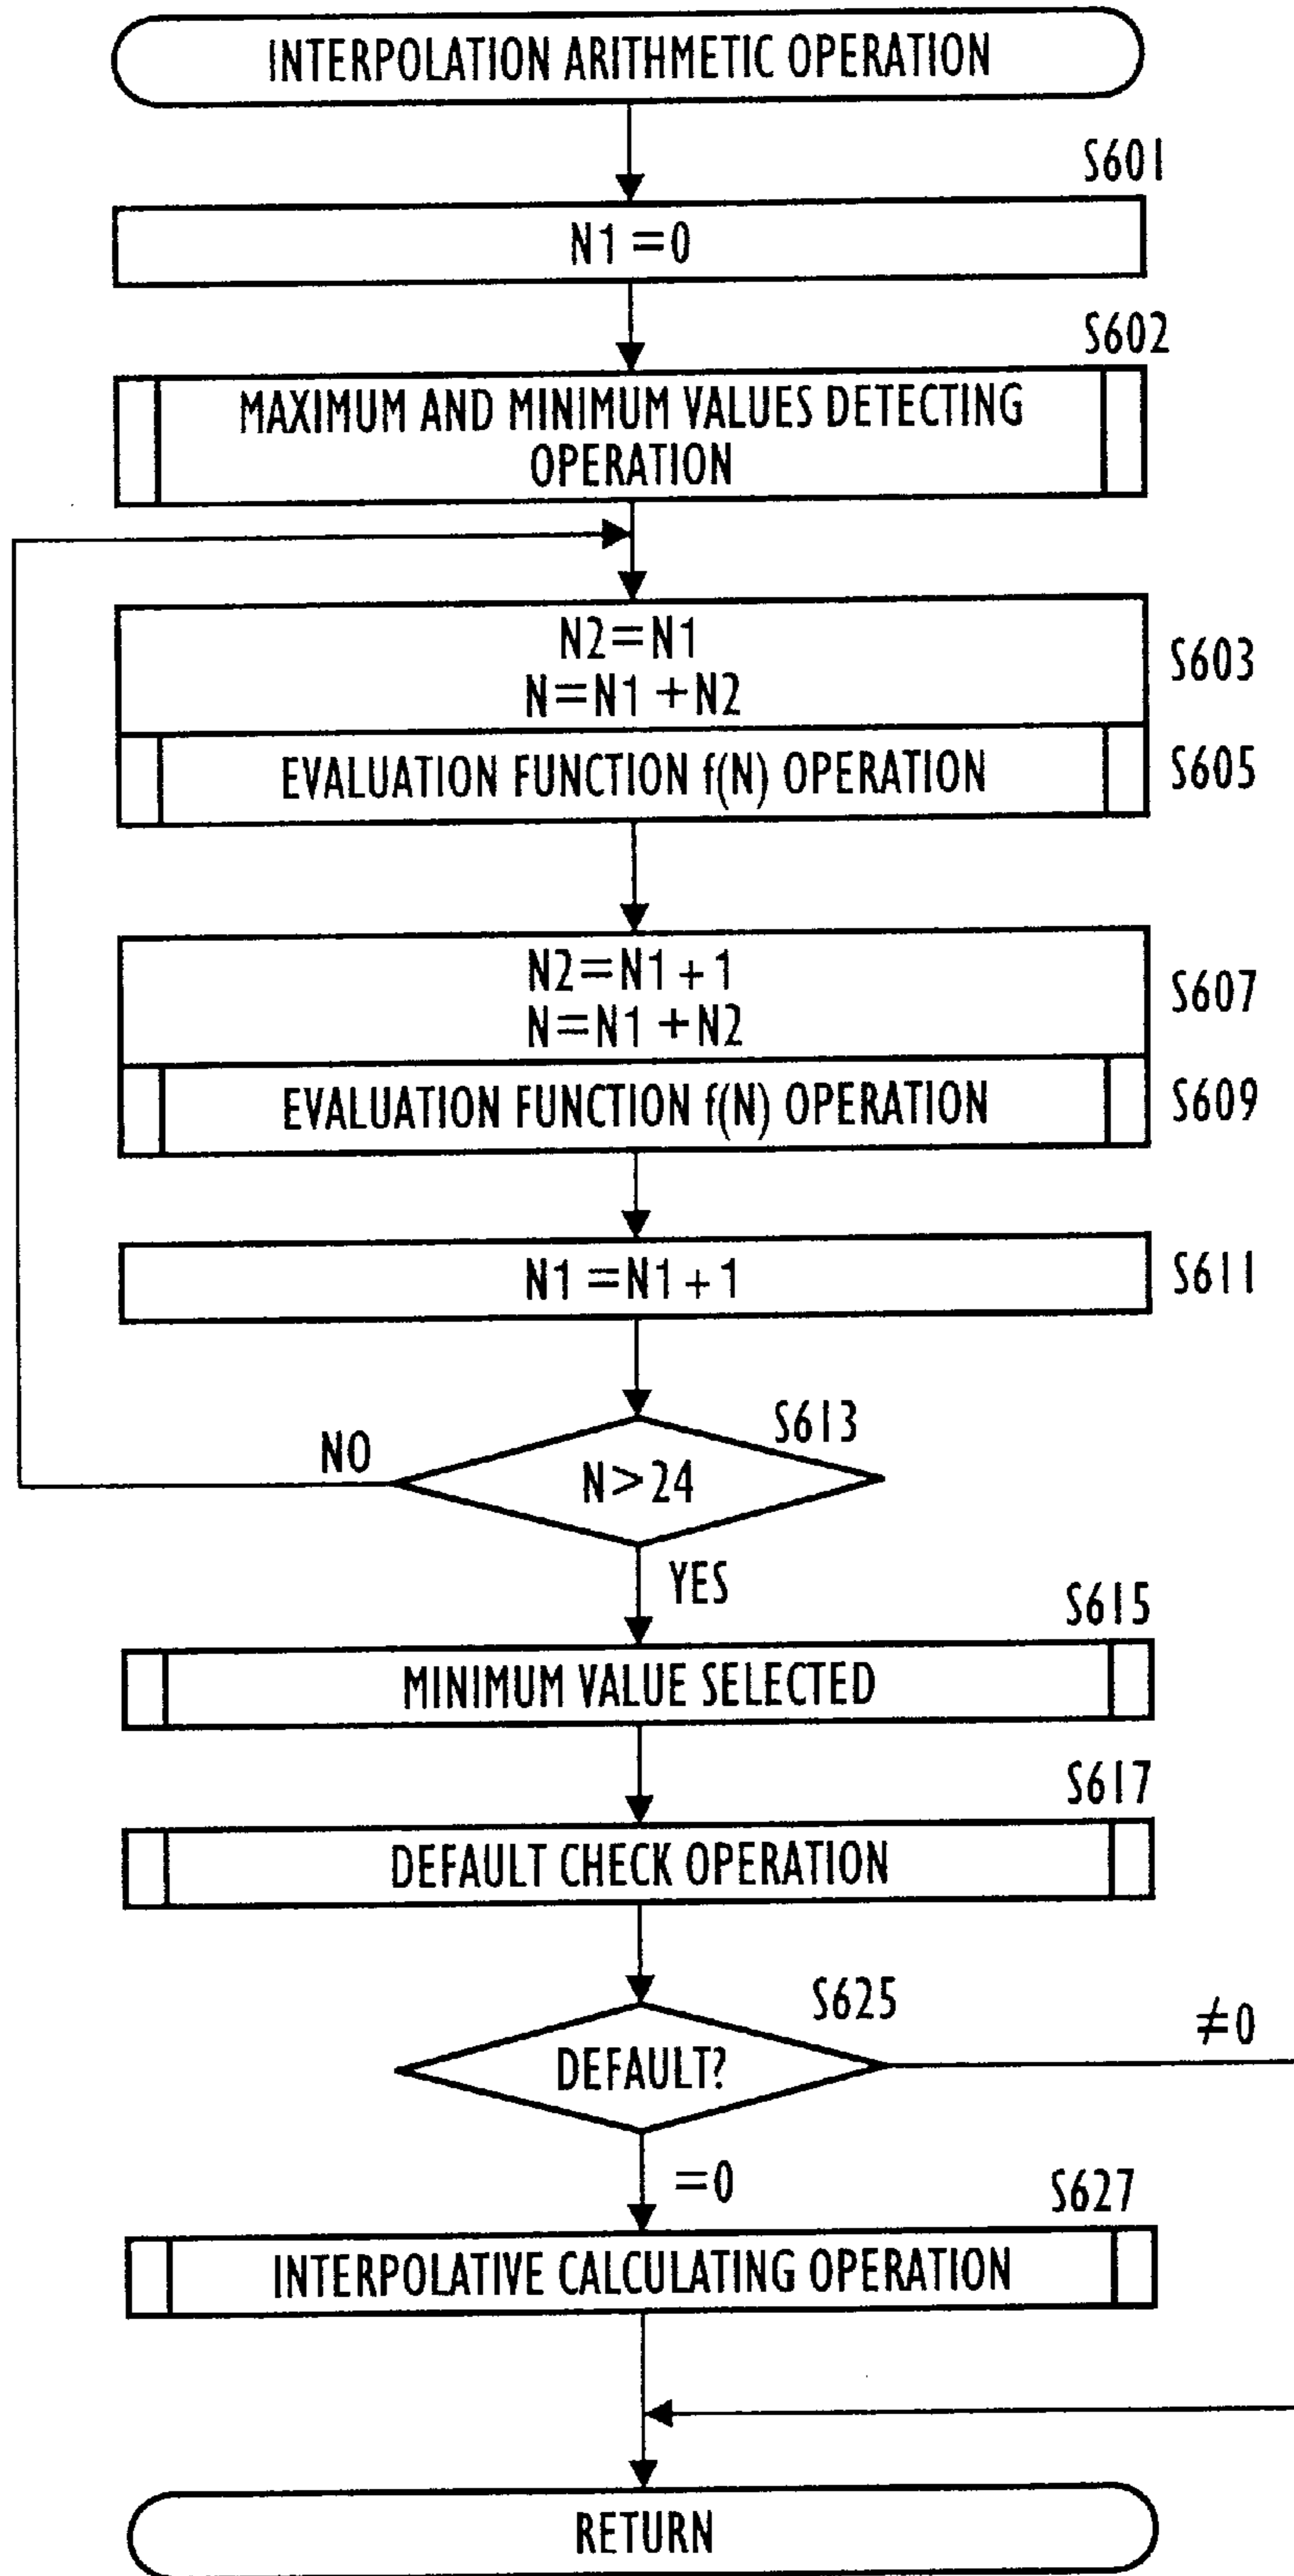 INTERPOLATION ARITHMETIC OPERATION
S601
N1=0
S602
MAXIMUM AND MINIMUM VALUES DETECTING
OPERATION
N2=N1
N=N1+N2
S603
EVALUATION FUNCTION f(N) OPERATION
S605
N2=N1+1
N=N1+N2
S607
EVALUATION FUNCTION f(N) OPERATION
S609
N1=N1+1
S611
S613
NO
N>24
YES
S615
MINIMUM VALUE SELECTED
S617
DEFAULT CHECK OPERATION
S625
≠0
DEFAULT?
=0
S627
INTERPOLATIVE CALCULATING OPERATION
RETURN